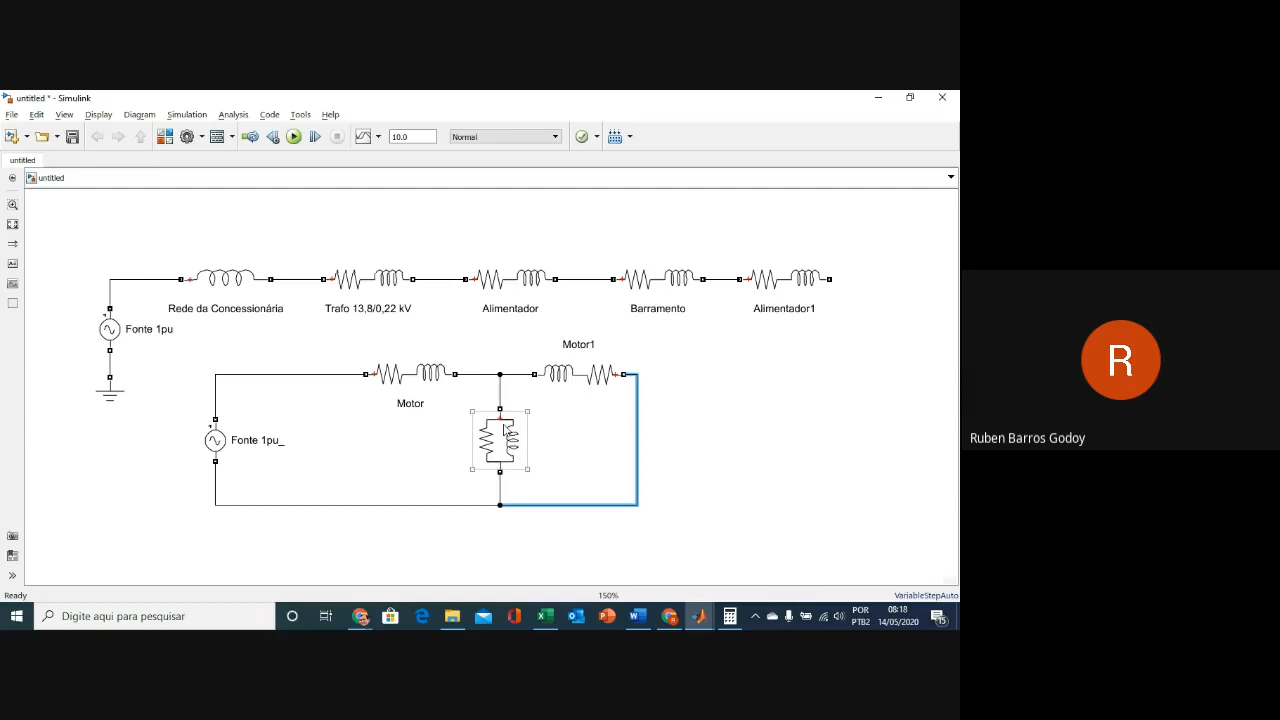 untitled * - Simulink
File Edit View Display Diagram Simulation Analysis Code Tools Help
10.0 Normal
untitled
untitled
Rede da Concessionária Trafo 13,8/0,22 kV Alimentador Barramento Alimentador1
Fonte 1pu
Motor1
Motor
Fonte 1pu_
R
Ruben Barros Godoy
Ready 150% VariableStepAuto
Digite aqui para pesquisar
POR 08:18
PTB2 14/05/2020 15